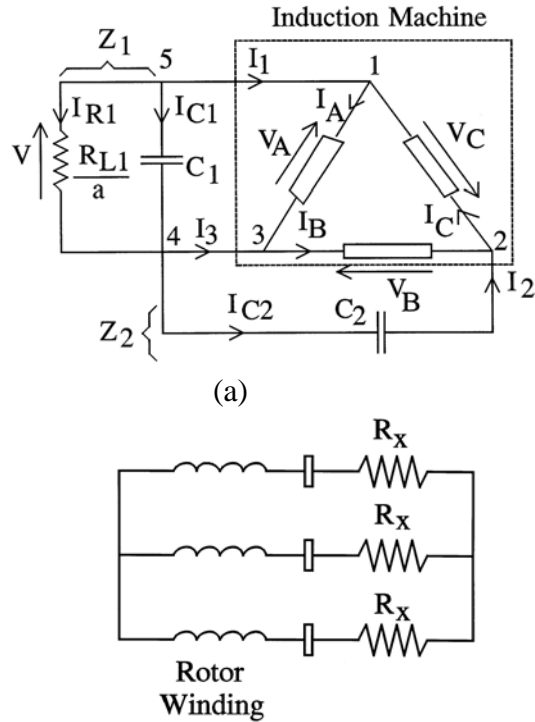 Induction Machine
Z1
5
I1
1
IR1
IC1
IA
VA
VC
V
RL1
a
C1
IC
I3
IB
4
3
2
VB
I2
Z2
IC2
C2
(a)
Rx
Rx
Rx
Rotor
Winding